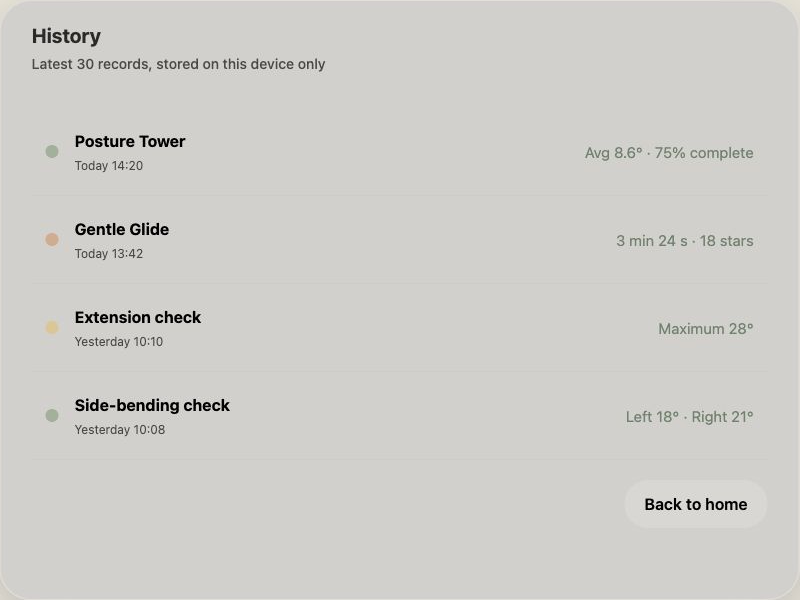 History
Latest 30 records, stored on this device only
Posture Tower
Today 14:20
Avg 8.6° · 75% complete
Gentle Glide
Today 13:42
3 min 24 s · 18 stars
Extension check
Yesterday 10:10
Maximum 28°
Side-bending check
Yesterday 10:08
Left 18° · Right 21°
Back to home